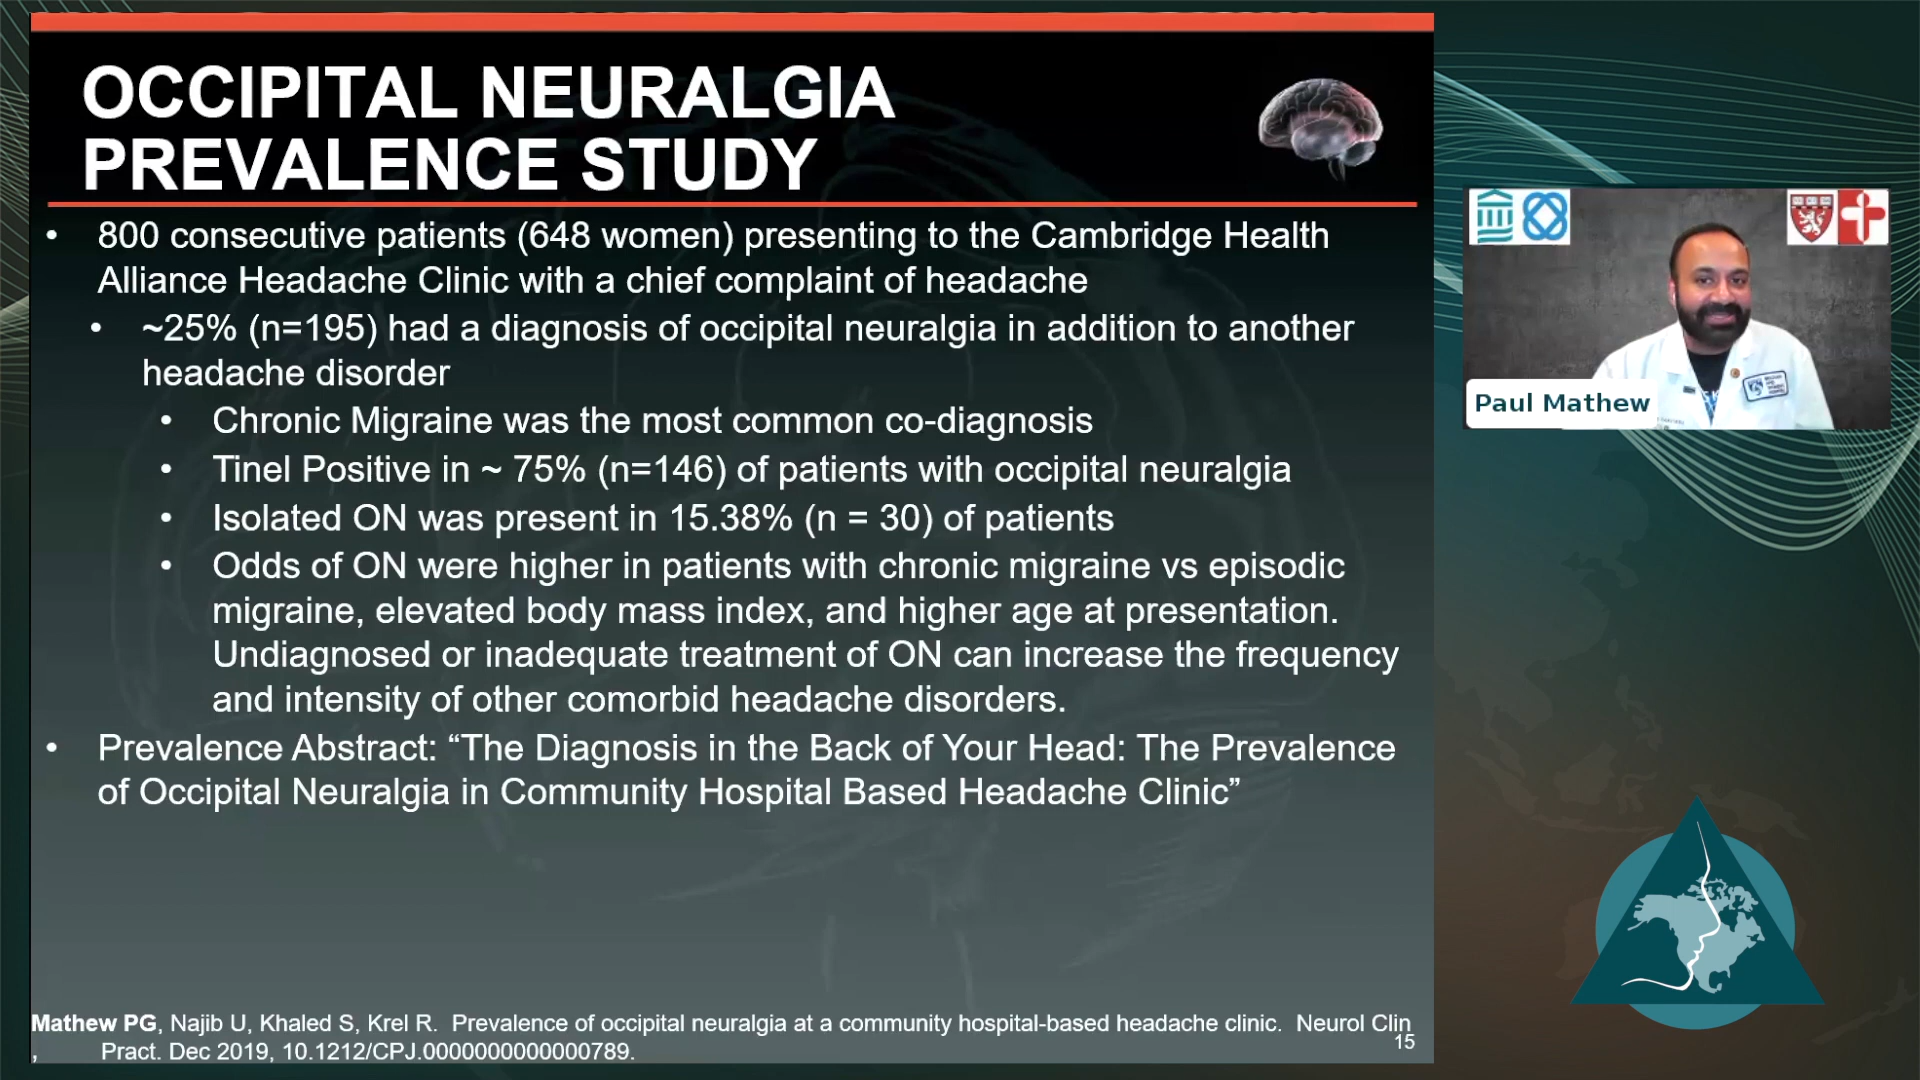 OCCIPITAL NEURALGIA
PREVALENCE STUDY
• 800 consecutive patients (648 women) presenting to the Cambridge Health
Alliance Headache Clinic with a chief complaint of headache
• ~25% (n=195) had a diagnosis of occipital neuralgia in addition to another
headache disorder
• Chronic Migraine was the most common co-diagnosis
• Tinel Positive in ~ 75% (n=146) of patients with occipital neuralgia
• Isolated ON was present in 15.38% (n = 30) of patients
• Odds of ON were higher in patients with chronic migraine vs episodic
migraine, elevated body mass index, and higher age at presentation.
Undiagnosed or inadequate treatment of ON can increase the frequency
and intensity of other comorbid headache disorders.
• Prevalence Abstract: “The Diagnosis in the Back of Your Head: The Prevalence
of Occipital Neuralgia in Community Hospital Based Headache Clinic”
Mathew PG, Najib U, Khaled S, Krel R. Prevalence of occipital neuralgia at a community hospital-based headache clinic. Neurol Clin
, Pract. Dec 2019, 10.1212/CPJ.0000000000000789.
15
Paul Mathew